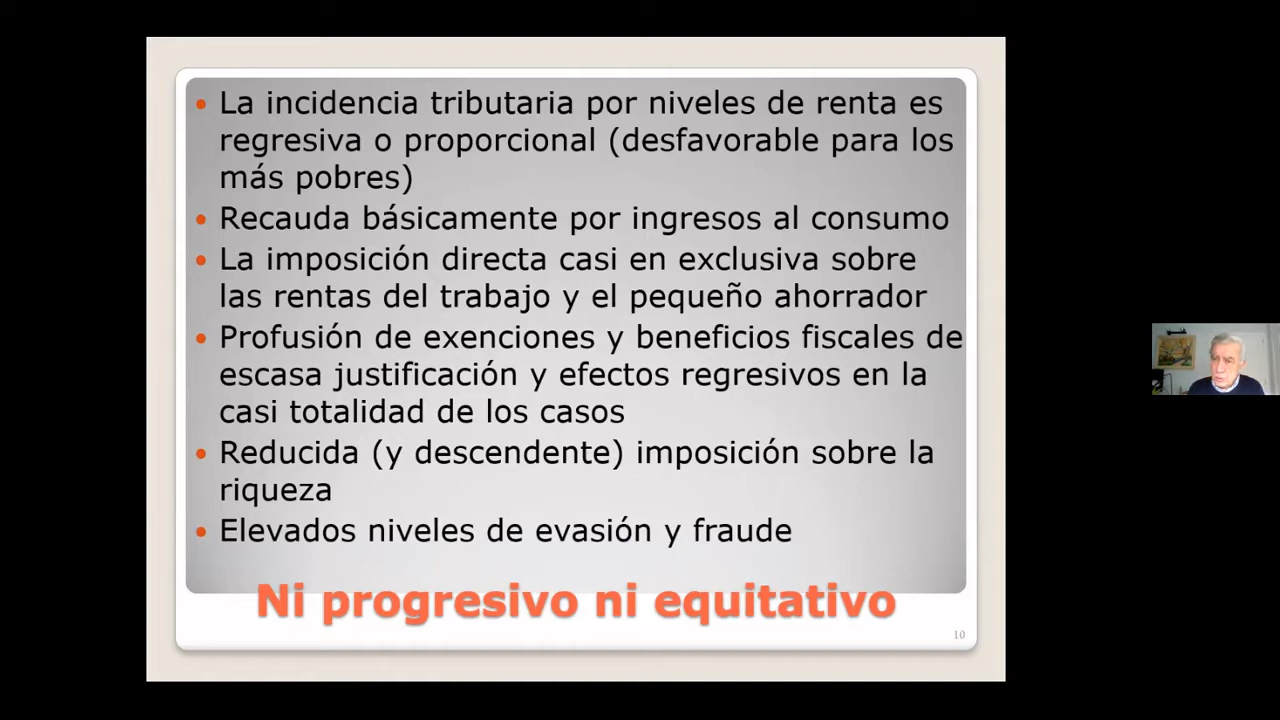 • La incidencia tributaria por niveles de renta es
regresiva o proporcional (desfavorable para los
más pobres)
• Recauda básicamente por ingresos al consumo
• La imposición directa casi en exclusiva sobre
las rentas del trabajo y el pequeño ahorrador
• Profusión de exenciones y beneficios fiscales de
escasa justificación y efectos regresivos en la
casi totalidad de los casos
• Reducida (y descendente) imposición sobre la
riqueza
• Elevados niveles de evasión y fraude
Ni progresivo ni equitativo
10